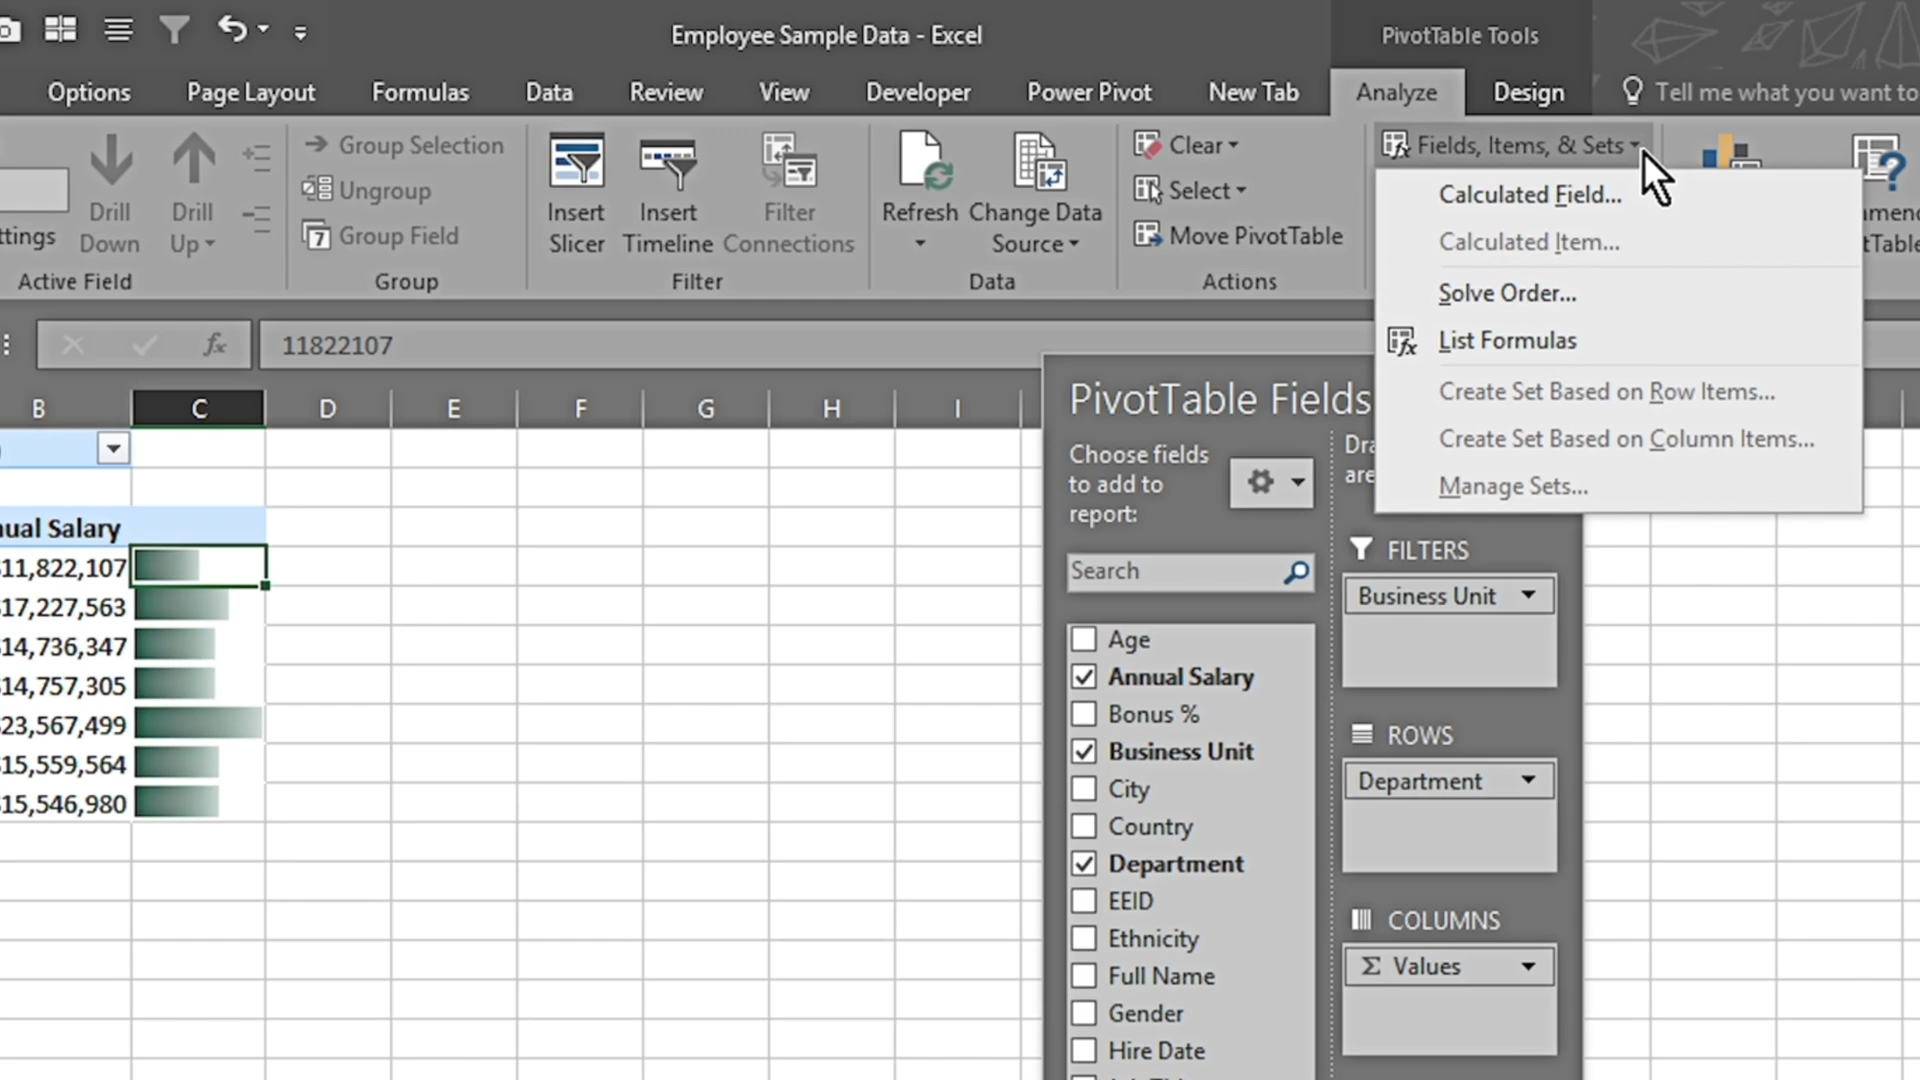 Employee Sample Data - Excel
PivotTable Tools
Options
Page Layout
Formulas
Data
Review
View
Developer
Power Pivot
New Tab
Analyze
Design
Tell me what you want to
Drill
Down
Drill
Up
Active Field
Group Selection
Ungroup
7 Group Field
Group
Insert
Slicer
Insert
Timeline
Filter
Connections
Filter
Refresh
Change Data
Source
Data
Clear
Select
Move PivotTable
Actions
Fields, Items, & Sets
Calculated Field...
Calculated Item...
Solve Order...
List Formulas
Create Set Based on Row Items...
Create Set Based on Column Items...
Manage Sets...
fx
11822107
B
C
D
E
F
G
H
I
Salary
11,822,107
17,227,563
14,736,347
14,757,305
23,567,499
15,559,564
15,546,980
PivotTable Fields
Choose fields
to add to
report:
Search
Age
Annual Salary
Bonus %
Business Unit
City
Country
Department
EEID
Ethnicity
Full Name
Gender
Hire Date
FILTERS
Business Unit
ROWS
Department
COLUMNS
Σ Values